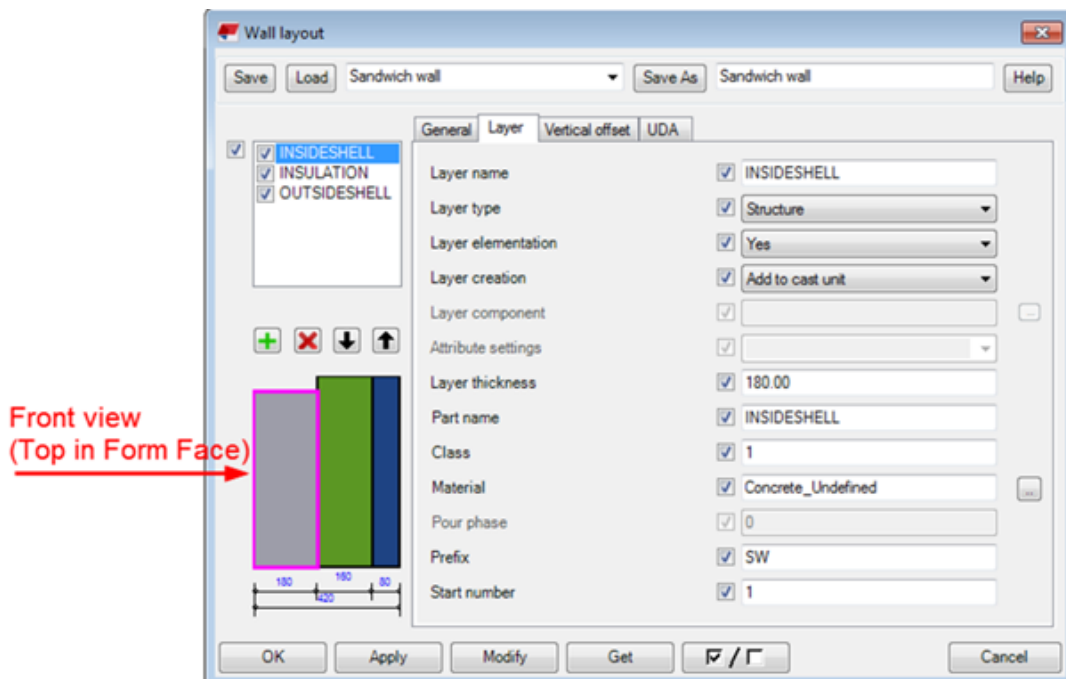 Wall layout
Save Load Sandwich wall Save As Sandwich wall Help
General Layer Vertical offset UDA
INSIDESHELL
INSULATION
OUTSIDESHELL
Layer name INSIDESHELL
Layer type Structure
Layer elementation Yes
Layer creation Add to cast unit
Layer component ...
Attribute settings
Layer thickness 180.00
Part name INSIDESHELL
Class 1
Material Concrete_Undefined ...
Pour phase 0
Prefix SW
Start number 1
Front view
(Top in Form Face)
180 160 80
420
OK Apply Modify Get / Cancel